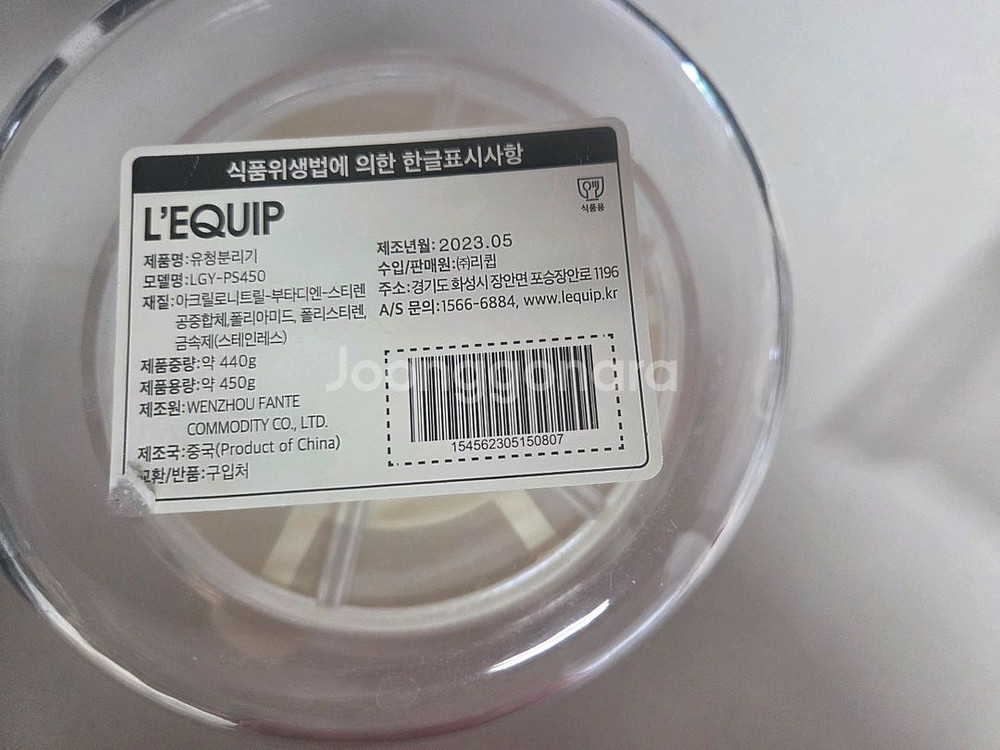 식품위생법에 의한 한글표시사항
L'EQUIP
식품용
제품명:유청분리기
모델명:LGY-PS450
재질:아크릴로니트릴-부타디엔-스티렌
공중합체,폴리아미드, 폴리스티렌,
금속제(스테인레스)
제품중량:약 440g
제품용량:약 450g
제조원:WENZHOU FANTE
COMMODITY CO., LTD.
제조국:중국(Product of China)
교환/반품:구입처
제조년월:2023.05
수입/판매원:㈜리큅
주소:경기도 화성시 장안면 포승장안로 1196
A/S 문의:1566-6884, www.lequip.kr
154562305150807
Joonggonara